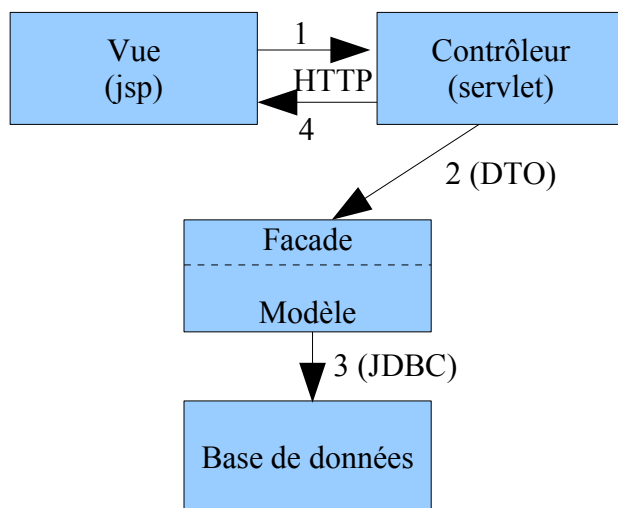 Vue
(jsp)
1
HTTP
4
Contrôleur
(servlet)
2 (DTO)
Facade
Modèle
3 (JDBC)
Base de données